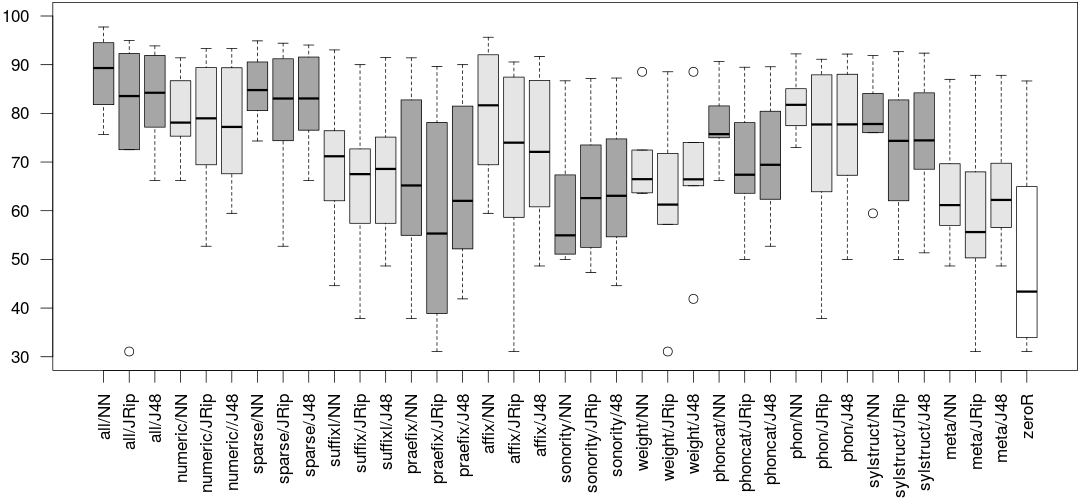 100
90
80
70
60
50
40
30
all/NN
all/JRip
all/J48
numeric/NN
numeric/JRip
numeric//J48
sparse/NN
sparse/JRip
sparse/J48
suffixl/NN
suffix/JRip
suffixl/J48
praefix/NN
praefix/JRip
praefix/J48
affix/NN
affix/JRip
affix/J48
sonority/NN
sonority/JRip
sonority/48
weight/NN
weight/JRip
weight/J48
phoncat/NN
phoncat/JRip
phoncat/J48
phon/NN
phon/JRip
phon/J48
sylstruct/NN
sylstruct/JRip
sylstruct/J48
meta/NN
meta/JRip
meta/J48
zeroR